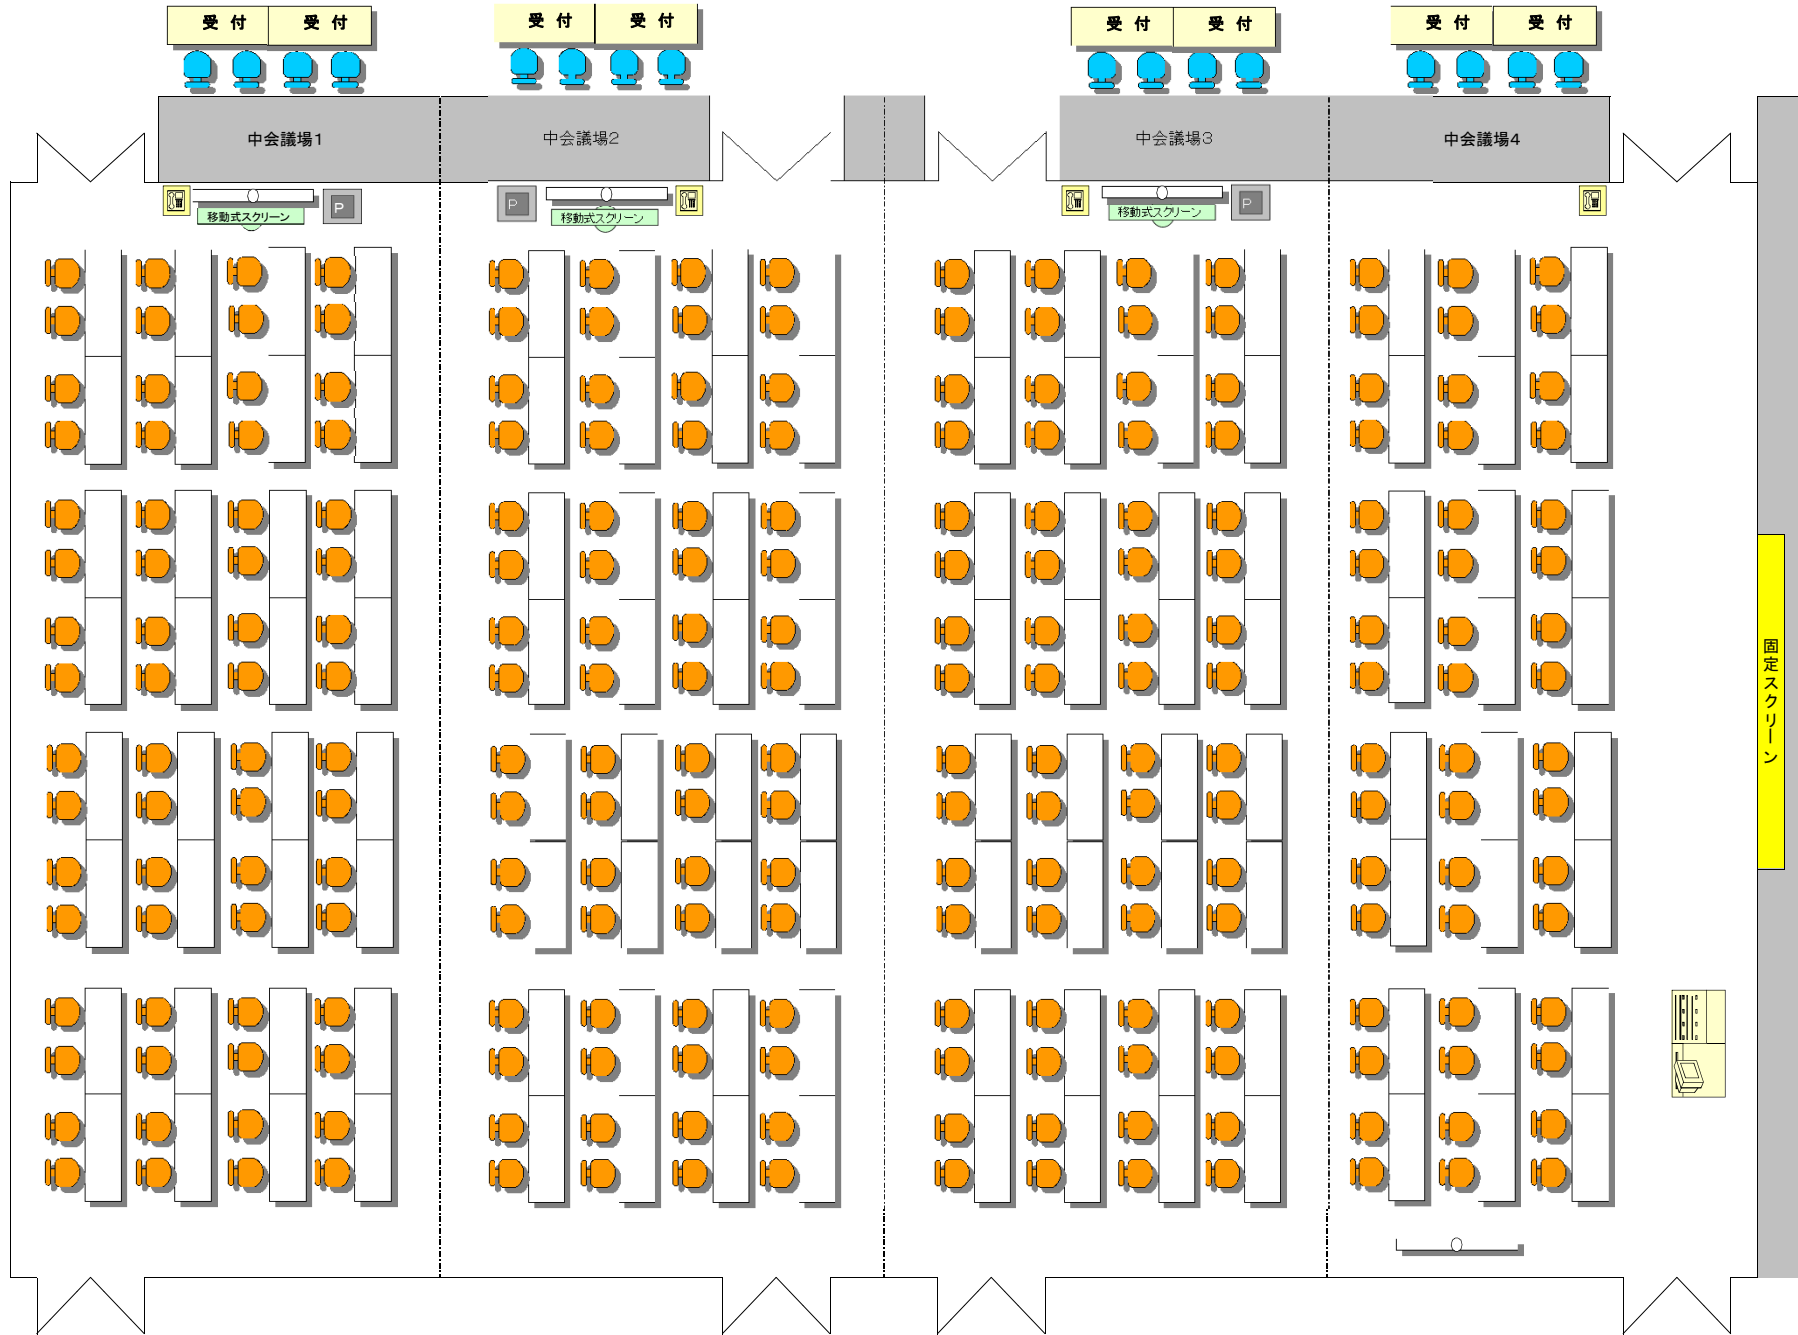 受 付
受 付
受 付
受 付
受 付
受 付
受 付
受 付
中会議場1
中会議場2
中会議場3
中会議場4
移動式スクリーン
P
P
移動式スクリーン
移動式スクリーン
P
固定スクリーン